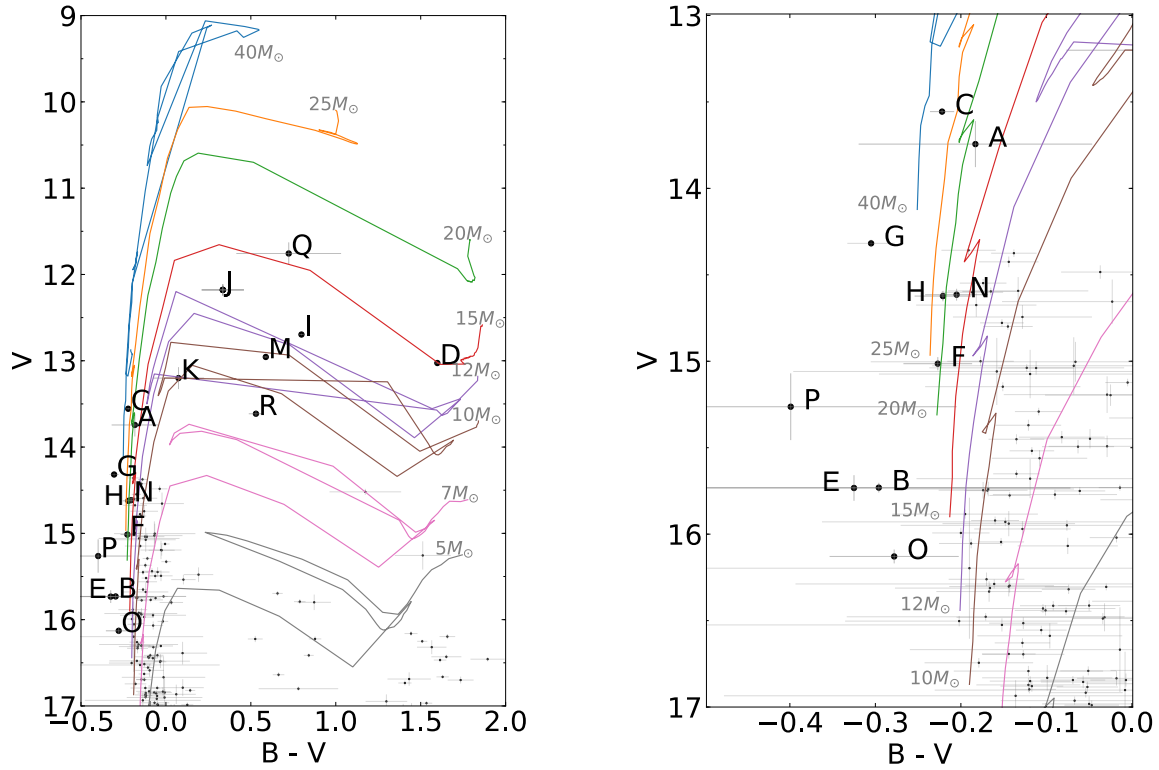 9
10
11
12
13
14
15
16
17
V
−0.5
0.0
0.5
1.0
1.5
2.0
B - V
40M☉
25M☉
20M☉
15M☉
12M☉
10M☉
7M☉
5M☉
Q
J
I
M
D
K
R
C
A
G
H
N
F
P
E
B
O
13
14
15
16
17
V
−0.4
−0.3
−0.2
−0.1
0.0
B - V
C
A
40M☉
G
H
N
25M☉
F
P
20M☉
E
B
15M☉
O
12M☉
10M☉